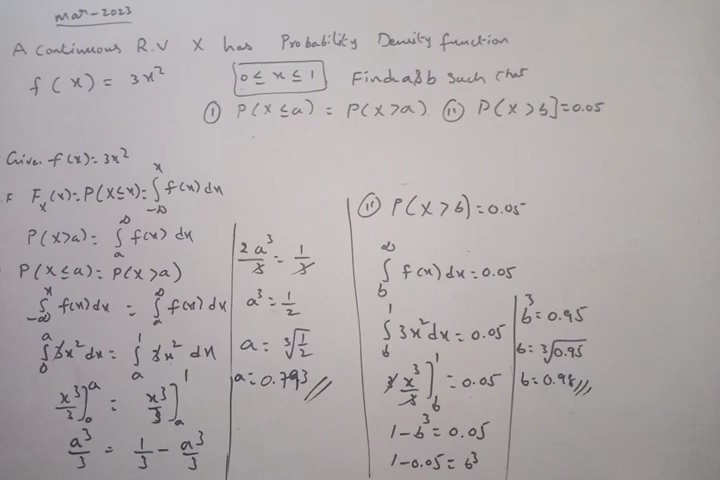 mar-2023
A continuous R.V X has Probability Density function
f(x) = 3x² 0 ≤ x ≤ 1 Find a & b such that
(i) P(X ≤ a) = P(X > a) (ii) P(X > b] = 0.05
Given f(x) = 3x²
F F_X(x) = P(X ≤ x) = ∫_{-∞}^{x} f(x) dx
P(X > a) = ∫_{a}^{∞} f(x) dx
P(X ≤ a) = P(X > a)
∫_{-∞}^{x} f(x) dx = ∫_{a}^{∞} f(x) dx
∫_{0}^{a} 3x² dx = ∫_{a}^{1} 3x² dx
x³/3]_{0}^{a} = x³/3]_{a}^{1}
a³/3 = 1/3 - a³/3
2a³/3 = 1/3
a³ = 1/2
a = ∛(1/2)
a = 0.793
(ii) P(X > b) = 0.05
∫_{b}^{∞} f(x) dx = 0.05
∫_{b}^{1} 3x² dx = 0.05
3 x³/3]_{b}^{1} = 0.05
1 - b³ = 0.05
1 - 0.05 = b³
b³ = 0.95
b = ∛0.95
b = 0.98